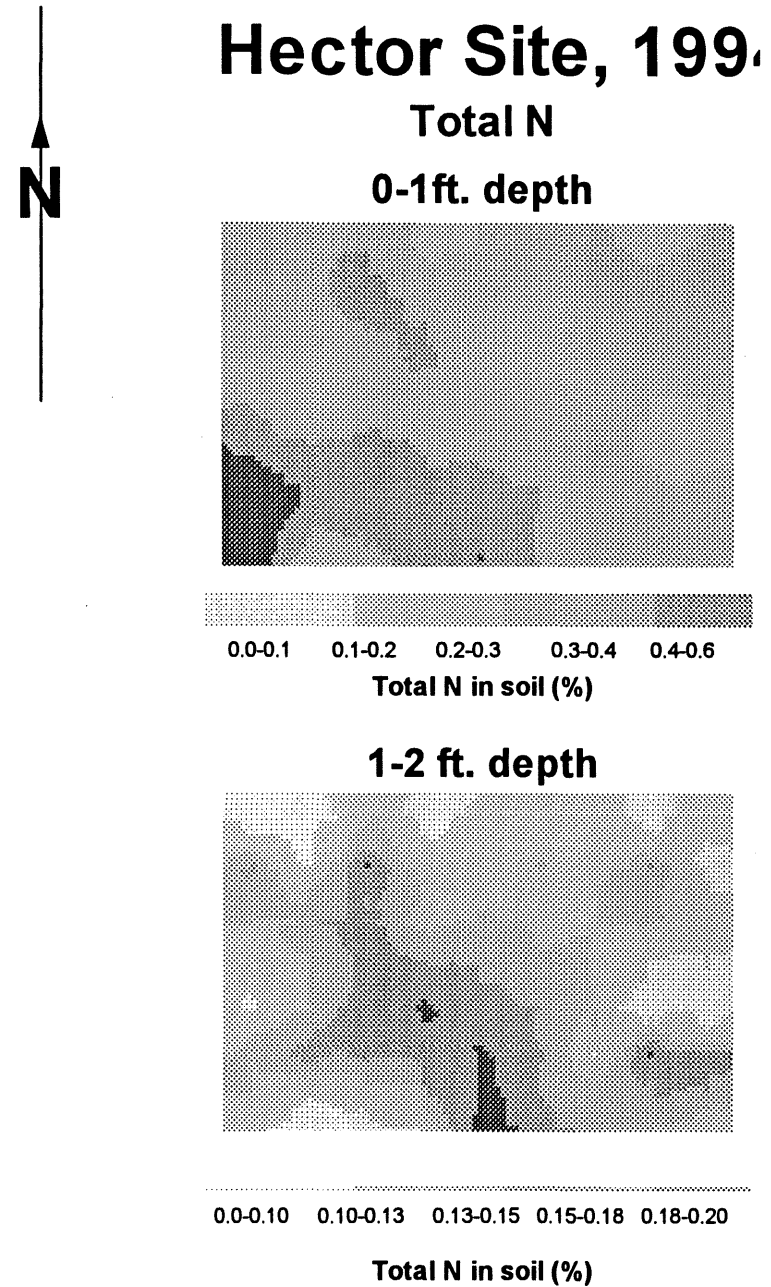 Hector Site, 199
Total N
N
0-1ft. depth
0.0-0.1 0.1-0.2 0.2-0.3 0.3-0.4 0.4-0.6
Total N in soil (%)
1-2 ft. depth
0.0-0.10 0.10-0.13 0.13-0.15 0.15-0.18 0.18-0.20
Total N in soil (%)